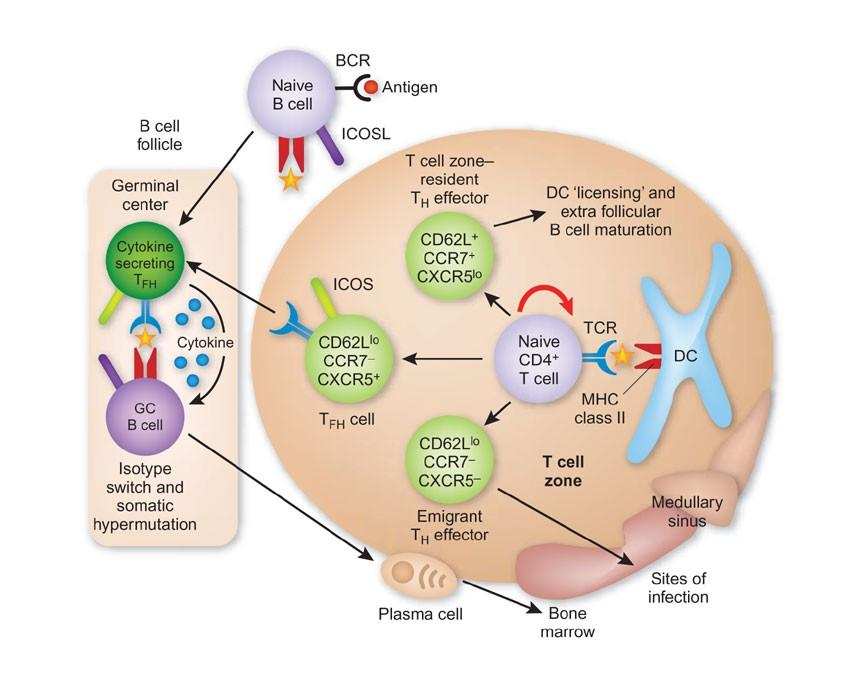 BCR
Naive
B cell
Antigen
ICOSL
B cell
follicle
Germinal
center
Cytokine
secreting
TFH
Cytokine
GC
B cell
Isotype
switch and
somatic
hypermutation
T cell zone–
resident
TH effector
CD62L+
CCR7+
CXCR5lo
DC 'licensing' and
extra follicular
B cell maturation
ICOS
CD62Llo
CCR7–
CXCR5+
TFH cell
Naive
CD4+
T cell
TCR
DC
MHC
class II
CD62Llo
CCR7–
CXCR5–
Emigrant
TH effector
T cell
zone
Medullary
sinus
Sites of
infection
Plasma cell
Bone
marrow